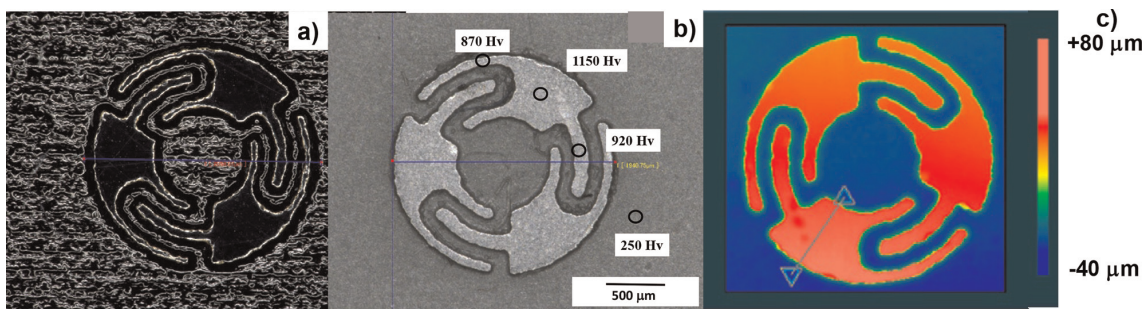 a)
b)
c)
870 Hv
1150 Hv
920 Hv
250 Hv
500 μm
+80 μm
-40 μm